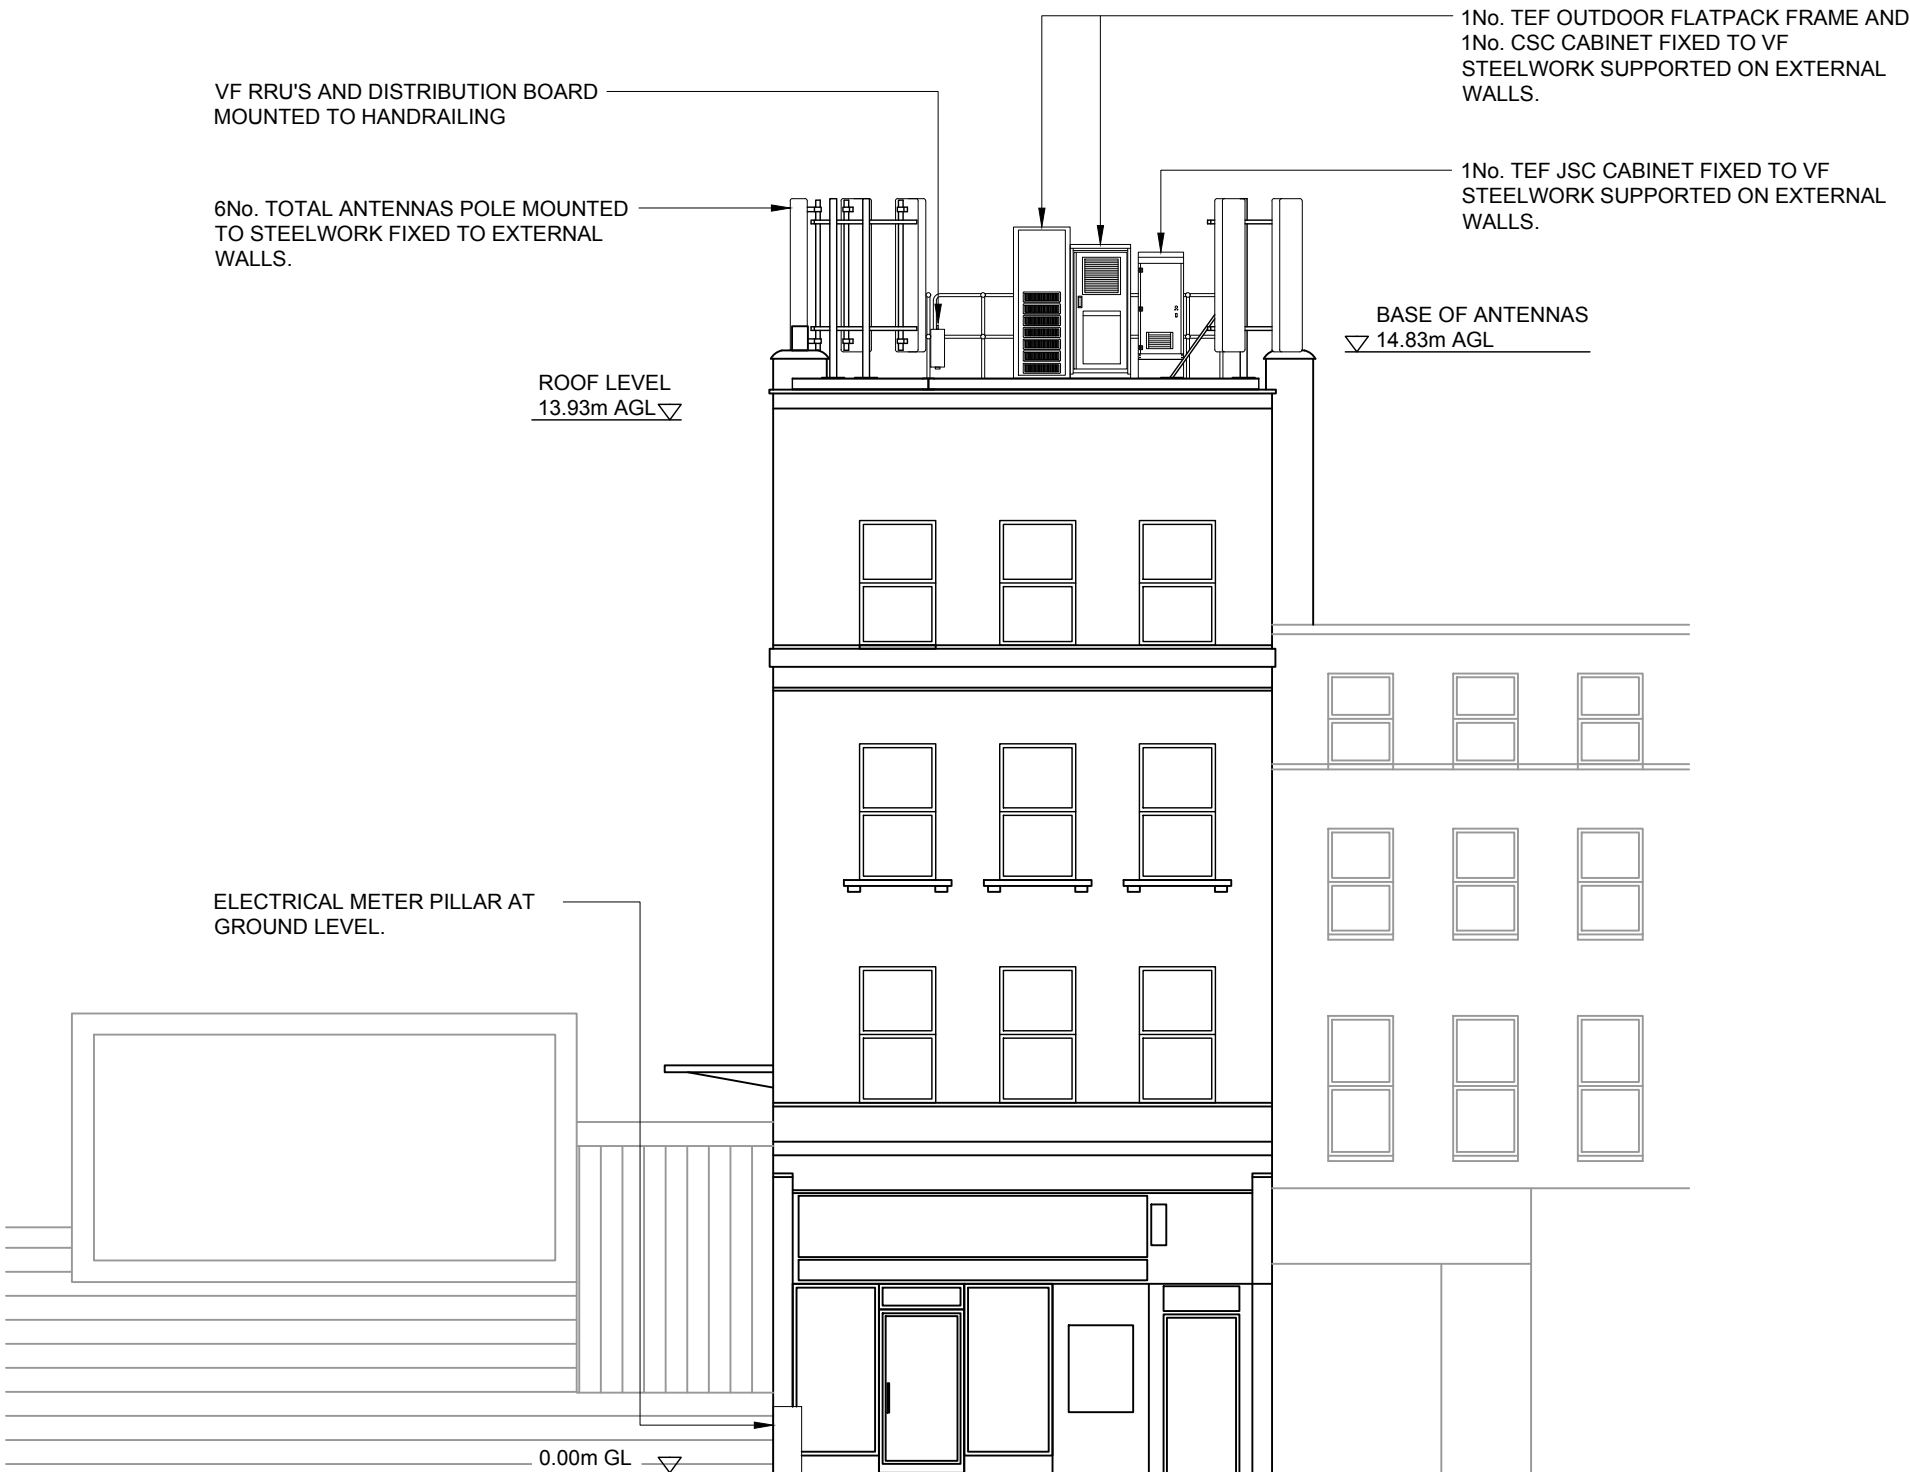 1No. TEF OUTDOOR FLATPACK FRAME AND
1No. CSC CABINET FIXED TO VF
STEELWORK SUPPORTED ON EXTERNAL
WALLS.
VF RRU'S AND DISTRIBUTION BOARD
MOUNTED TO HANDRAILING
1No. TEF JSC CABINET FIXED TO VF
STEELWORK SUPPORTED ON EXTERNAL
WALLS.
6No. TOTAL ANTENNAS POLE MOUNTED
TO STEELWORK FIXED TO EXTERNAL
WALLS.
BASE OF ANTENNAS
14.83m AGL
ROOF LEVEL
13.93m AGL
ELECTRICAL METER PILLAR AT
GROUND LEVEL.
0.00m GL